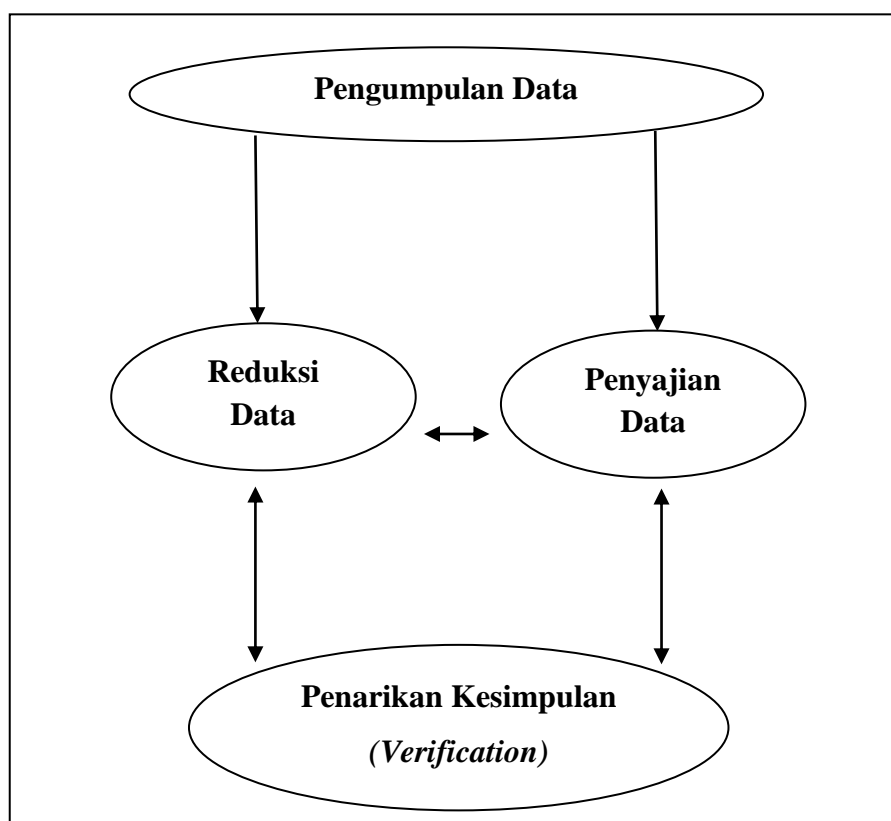 Pengumpulan Data
Reduksi
Data
Penyajian
Data
Penarikan Kesimpulan
(Verification)